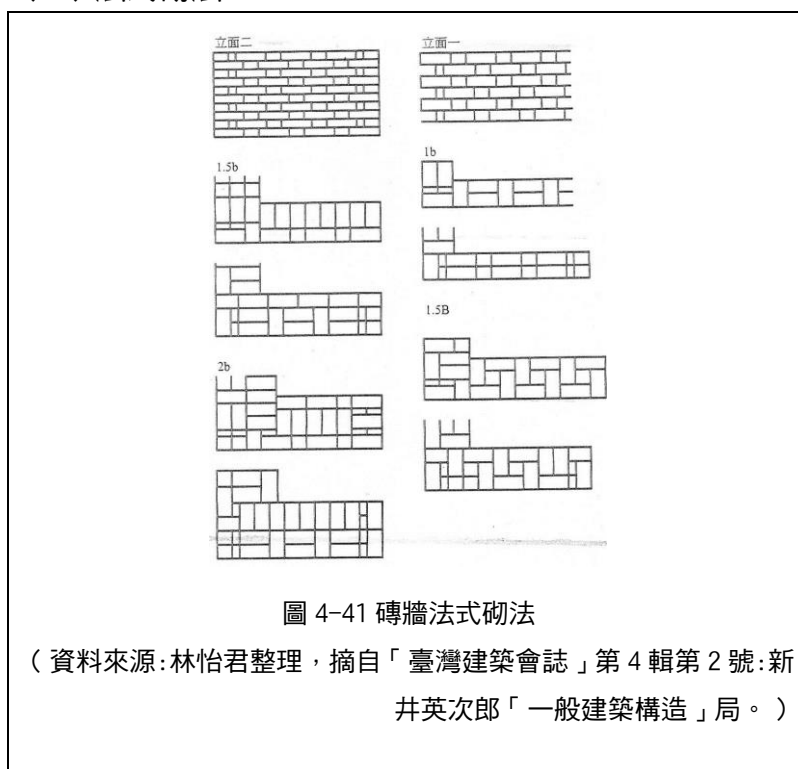 立面二
立面一
1.5b
1b
1.5B
2b
圖 4-41 磚牆法式砌法
（資料來源:林怡君整理，摘自「臺灣建築會誌」第 4 輯第 2 號:新
井英次郎「一般建築構造」局。）